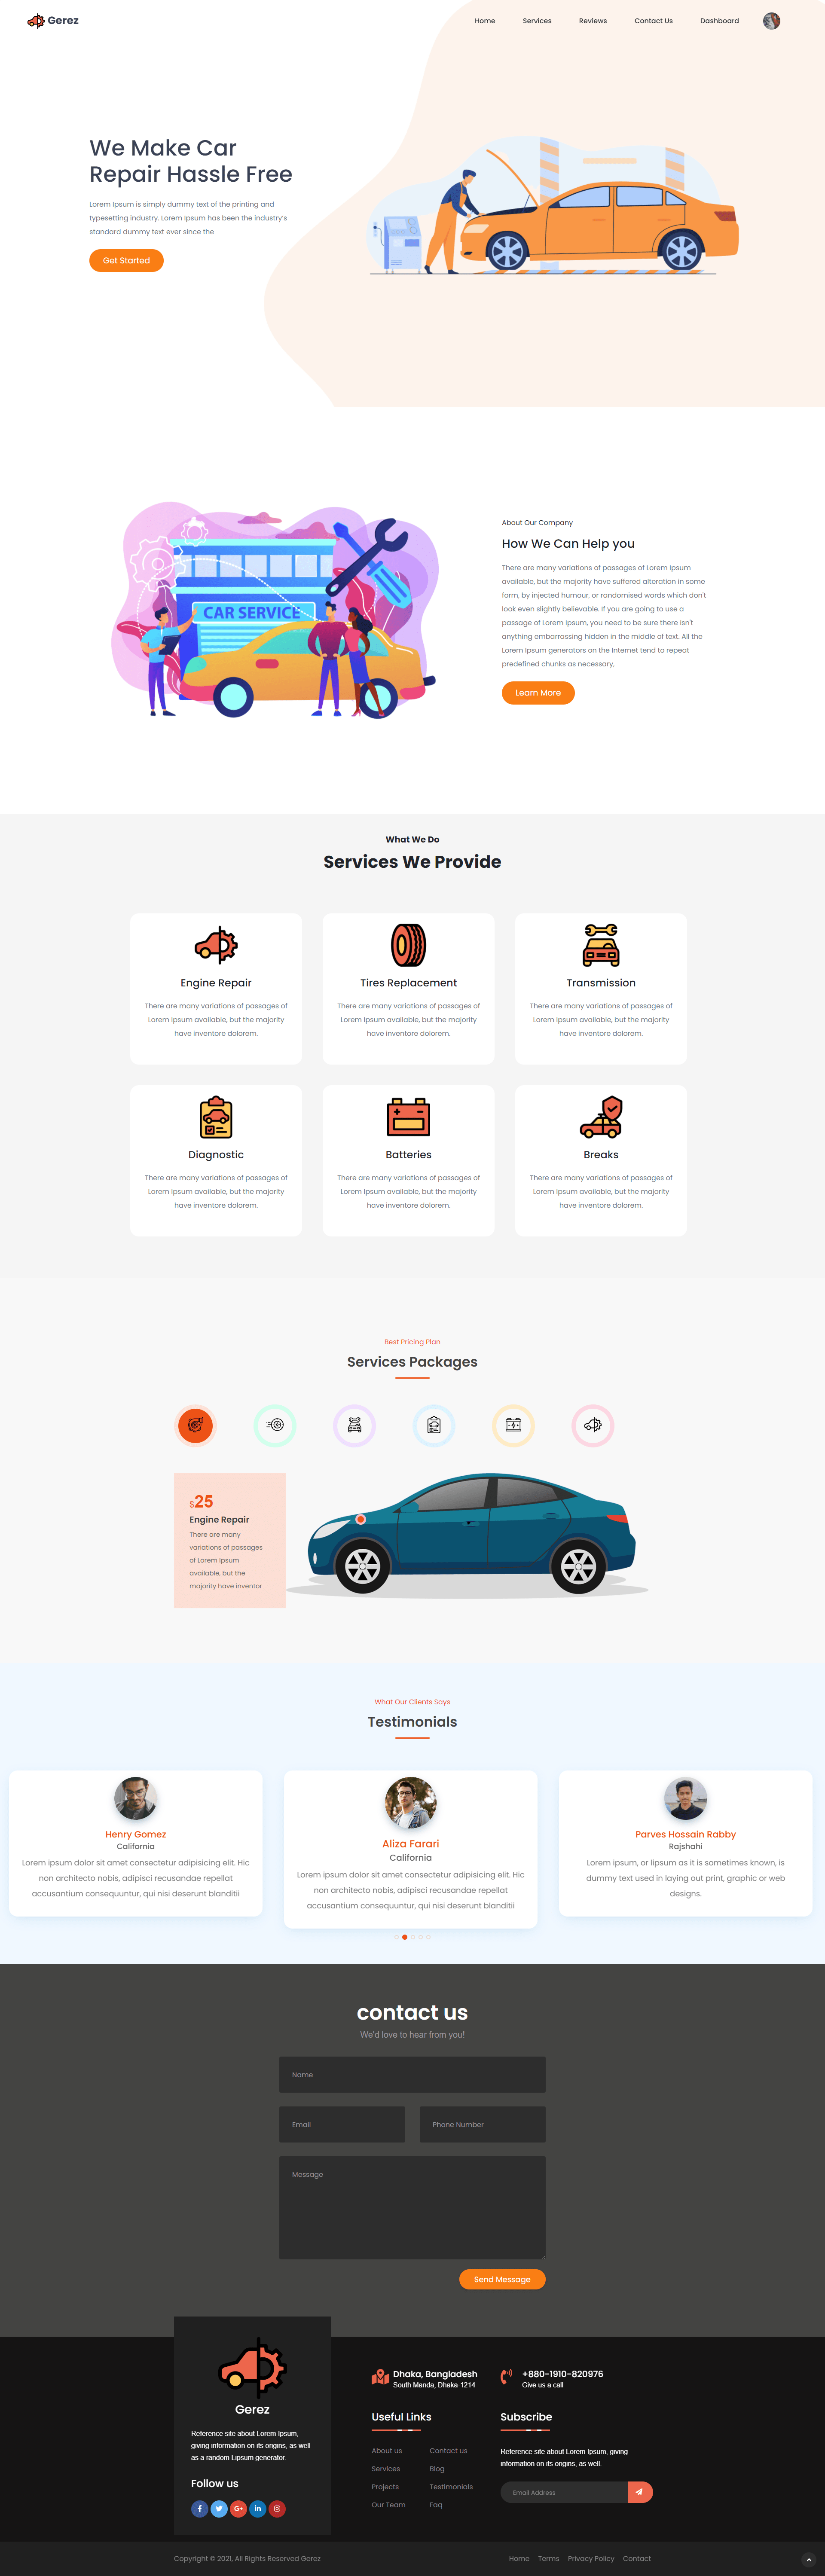 Gerez
Home
Services
Reviews
Contact Us
Dashboard
We Make Car
Repair Hassle Free
Lorem Ipsum is simply dummy text of the printing and
typesetting industry. Lorem Ipsum has been the industry's
standard dummy text ever since the
Get Started
CAR SERVICE
About Our Company
How We Can Help you
There are many variations of passages of Lorem Ipsum
available, but the majority have suffered alteration in some
form, by injected humour, or randomised words which don't
look even slightly believable. If you are going to use a
passage of Lorem Ipsum, you need to be sure there isn't
anything embarrassing hidden in the middle of text. All the
Lorem Ipsum generators on the Internet tend to repeat
predefined chunks as necessary,
Learn More
What We Do
Services We Provide
Engine Repair
There are many variations of passages of
Lorem Ipsum available, but the majority
have inventore dolorem.
Tires Replacement
There are many variations of passages of
Lorem Ipsum available, but the majority
have inventore dolorem.
Transmission
There are many variations of passages of
Lorem Ipsum available, but the majority
have inventore dolorem.
Diagnostic
There are many variations of passages of
Lorem Ipsum available, but the majority
have inventore dolorem.
Batteries
There are many variations of passages of
Lorem Ipsum available, but the majority
have inventore dolorem.
Breaks
There are many variations of passages of
Lorem Ipsum available, but the majority
have inventore dolorem.
Best Pricing Plan
Services Packages
$25
Engine Repair
There are many
variations of passages
of Lorem Ipsum
available, but the
majority have inventor
What Our Clients Says
Testimonials
Henry Gomez
California
Lorem ipsum dolor sit amet consectetur adipisicing elit. Hic
non architecto nobis, adipisci recusandae repellat
accusantium consequuntur, qui nisi deserunt blanditii
Aliza Farari
California
Lorem ipsum dolor sit amet consectetur adipisicing elit. Hic
non architecto nobis, adipisci recusandae repellat
accusantium consequuntur, qui nisi deserunt blanditii
Parves Hossain Rabby
Rajshahi
Lorem ipsum, or lipsum as it is sometimes known, is
dummy text used in laying out print, graphic or web
designs.
contact us
We'd love to hear from you!
Name
Email
Phone Number
Message
Send Message
Gerez
Reference site about Lorem Ipsum,
giving information on its origins, as well
as a random Lipsum generator.
Follow us
Dhaka, Bangladesh
South Manda, Dhaka-1214
+880-1910-820976
Give us a call
Useful Links
About us
Contact us
Services
Blog
Projects
Testimonials
Our Team
Faq
Subscribe
Reference site about Lorem Ipsum, giving
information on its origins, as well.
Email Address
Copyright © 2021, All Rights Reserved Gerez
Home
Terms
Privacy Policy
Contact